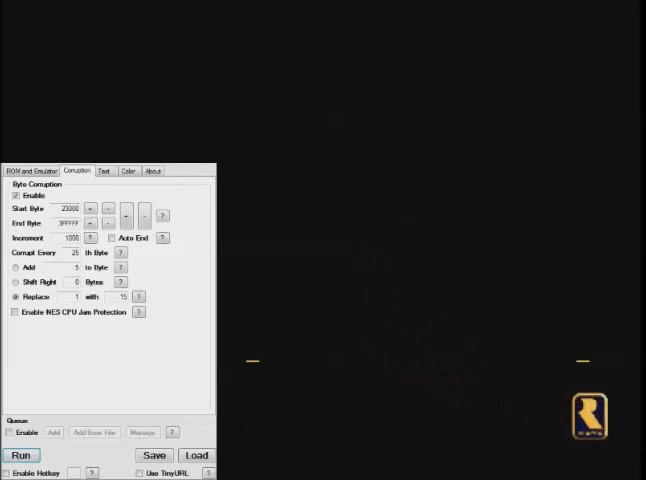 ROM and Emulator Corruption Text Color About
Byte Corruption
Enable
Start Byte 23000 + - + - ?
End Byte 3FFFFF + -
Increment 1000 ? Auto End ?
Corrupt Every 25 th Byte ?
Add 5 to Byte ?
Shift Right 0 Bytes ?
Replace 1 with 15 ?
Enable NES CPU Jam Protection ?
Queue
Enable Add Add from File Manage ?
Run Save Load
Enable Hotkey ? Use TinyURL ?